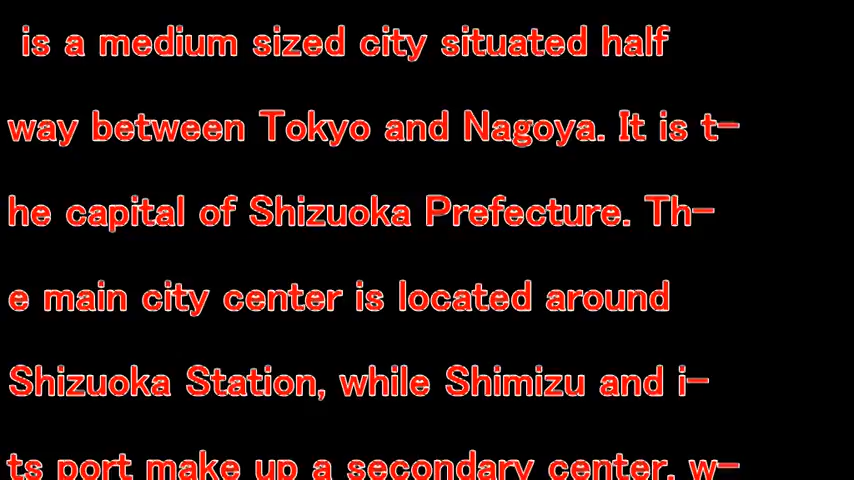 is a medium sized city situated half
way between Tokyo and Nagoya. It is t-
he capital of Shizuoka Prefecture. Th-
e main city center is located around
Shizuoka Station, while Shimizu and i-
ts port make up a secondary center, w-